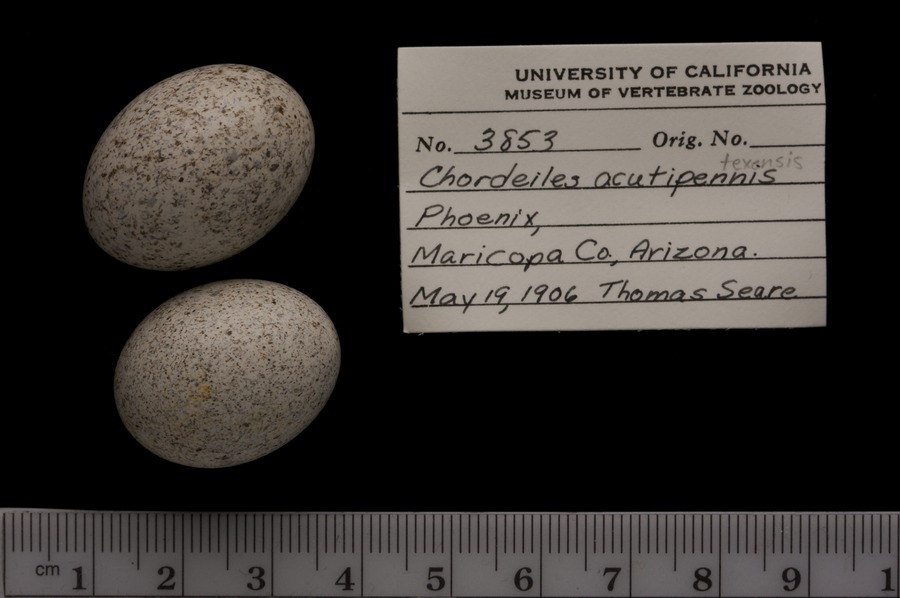 UNIVERSITY OF CALIFORNIA
MUSEUM OF VERTEBRATE ZOOLOGY
No. 3853 Orig. No.
texensis
Chordeiles acutipennis
Phoenix,
Maricopa Co., Arizona.
May 19, 1906 Thomas Seare.
cm 1 2 3 4 5 6 7 8 9 1